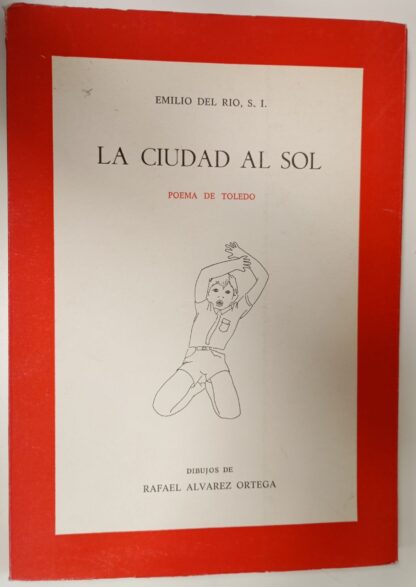 EMILIO DEL RIO, S. I.
LA CIUDAD AL SOL
POEMA DE TOLEDO
DIBUJOS DE
RAFAEL ALVAREZ ORTEGA